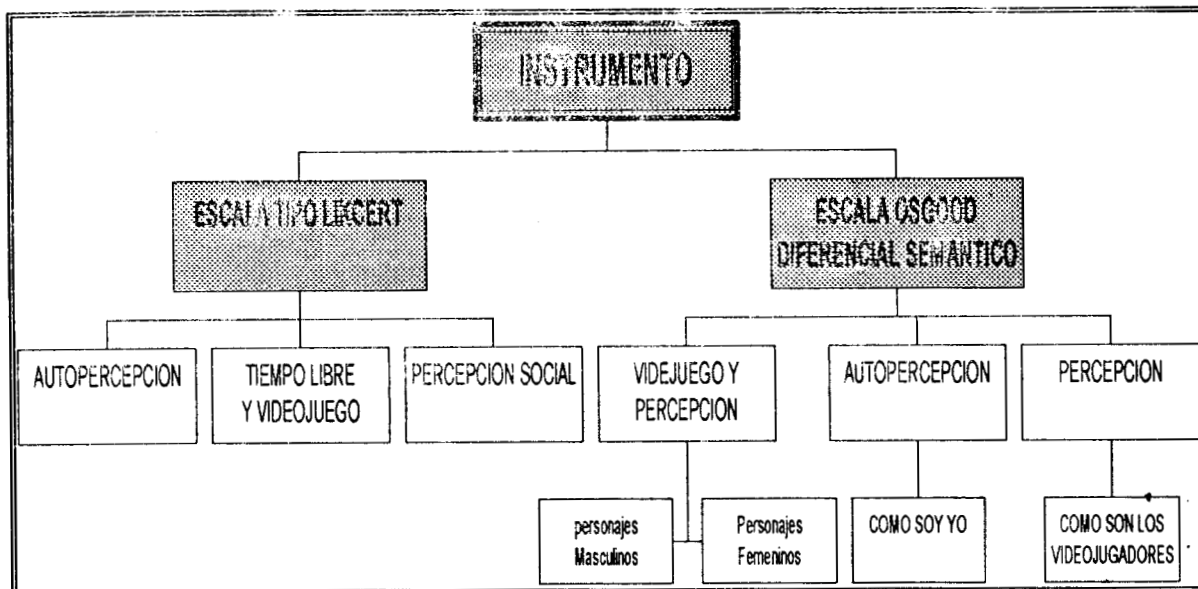 INSTRUMENTO
ESCALA TIPO LIKCERT
ESCALA OSGOOD
DIFERENCIAL SEMANTICO
AUTOPERCEPCION
TIEMPO LIBRE
Y VIDEOJUEGO
PERCEPCION SOCIAL
VIDEJUEGO Y
PERCEPCION
AUTOPERCEPCION
PERCEPCION
personajes
Masculinos
Personajes
Femeninos
COMO SOY YO
COMO SON LOS
VIDEOJUGADORES